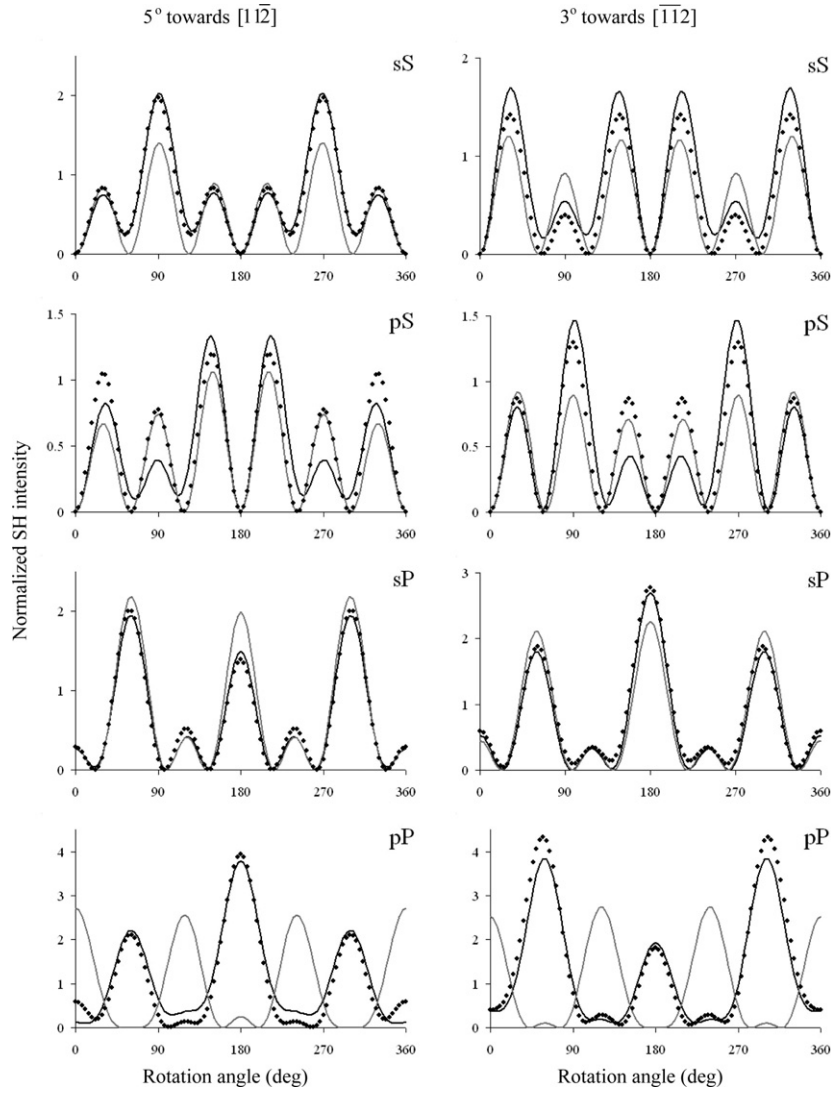 5° towards [1 1 2̅]
3° towards [1̅ 1̅ 2]
sS
2
1
0
0 90 180 270 360
sS
2
1
0
0 90 180 270 360
pS
1.5
1
0.5
0
0 90 180 270 360
pS
1.5
1
0.5
0
0 90 180 270 360
Normalized SH intensity
sP
2
1
0
0 90 180 270 360
sP
3
2
1
0
0 90 180 270 360
pP
4
3
2
1
0
0 90 180 270 360
pP
4
3
2
1
0
0 90 180 270 360
Rotation angle (deg)
Rotation angle (deg)